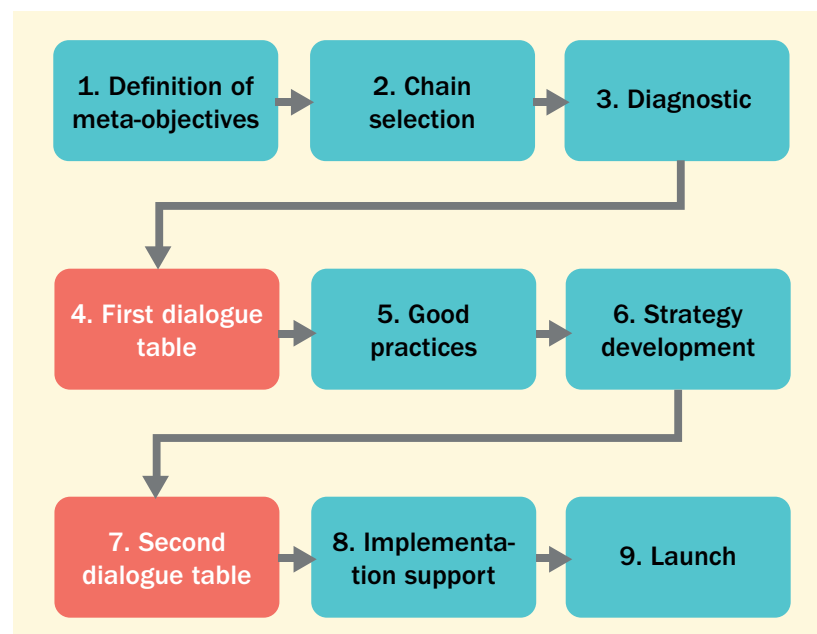 1. Definition of
meta-objectives
2. Chain
selection
3. Diagnostic
4. First dialogue
table
5. Good
practices
6. Strategy
development
7. Second
dialogue table
8. Implementa-
tion support
9. Launch